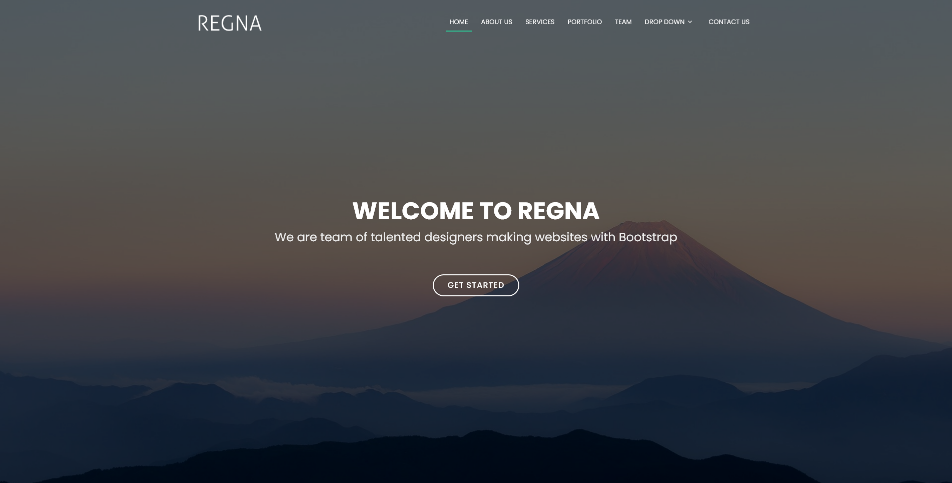 REGNA
HOME ABOUT US SERVICES PORTFOLIO TEAM DROP DOWN CONTACT US
WELCOME TO REGNA
We are team of talented designers making websites with Bootstrap
GET STARTED